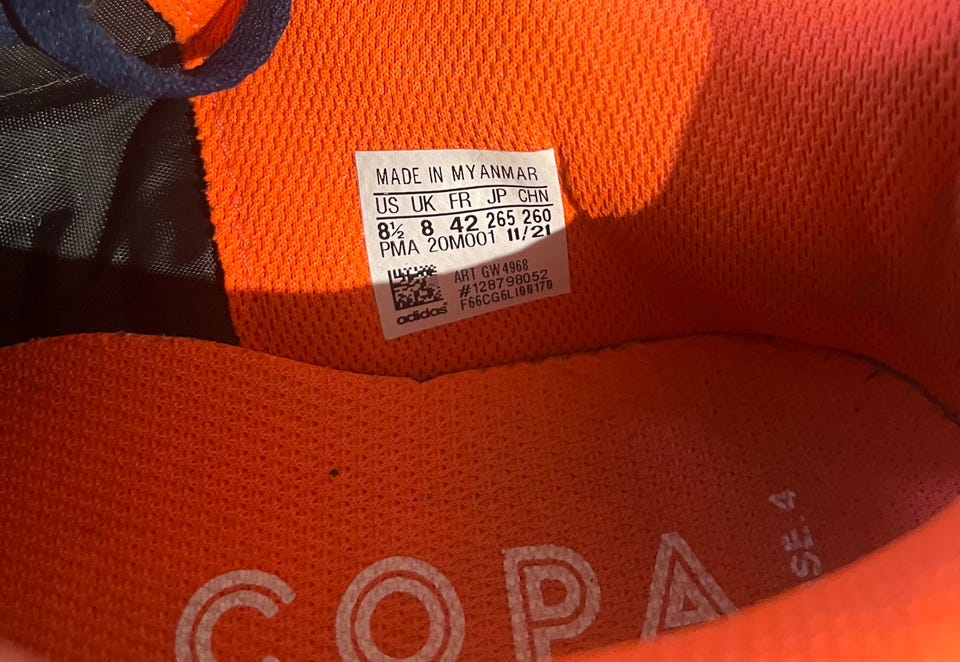 MADE IN MYANMAR
US UK FR JP CHN
8½ 8 42 265 260
PMA 20M001 11/21
ART GW4968
#128798052
F66CG6LI00170
adidas
COPA
SE.4